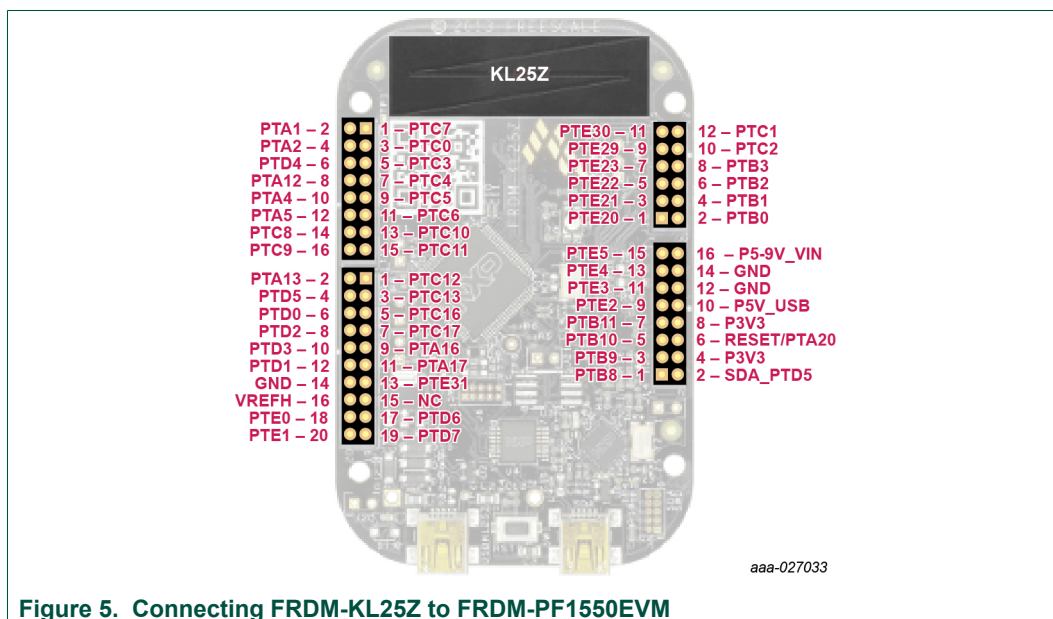 © 2013 FREESCALE
KL25Z
PTA1 – 2 1 – PTC7
PTA2 – 4 3 – PTC0
PTD4 – 6 5 – PTC3
PTA12 – 8 7 – PTC4
PTA4 – 10 9 – PTC5
PTA5 – 12 11 – PTC6
PTC8 – 14 13 – PTC10
PTC9 – 16 15 – PTC11
PTA13 – 2 1 – PTC12
PTD5 – 4 3 – PTC13
PTD0 – 6 5 – PTC16
PTD2 – 8 7 – PTC17
PTD3 – 10 9 – PTA16
PTD1 – 12 11 – PTA17
GND – 14 13 – PTE31
VREFH – 16 15 – NC
PTE0 – 18 17 – PTD6
PTE1 – 20 19 – PTD7
PTE30 – 11 12 – PTC1
PTE29 – 9 10 – PTC2
PTE23 – 7 8 – PTB3
PTE22 – 5 6 – PTB2
PTE21 – 3 4 – PTB1
PTE20 – 1 2 – PTB0
PTE5 – 15 16 – P5-9V_VIN
PTE4 – 13 14 – GND
PTE3 – 11 12 – GND
PTE2 – 9 10 – P5V_USB
PTB11 – 7 8 – P3V3
PTB10 – 5 6 – RESET/PTA20
PTB9 – 3 4 – P3V3
PTB8 – 1 2 – SDA_PTD5
FRDM-KL25Z
aaa-027033
Figure 5. Connecting FRDM-KL25Z to FRDM-PF1550EVM